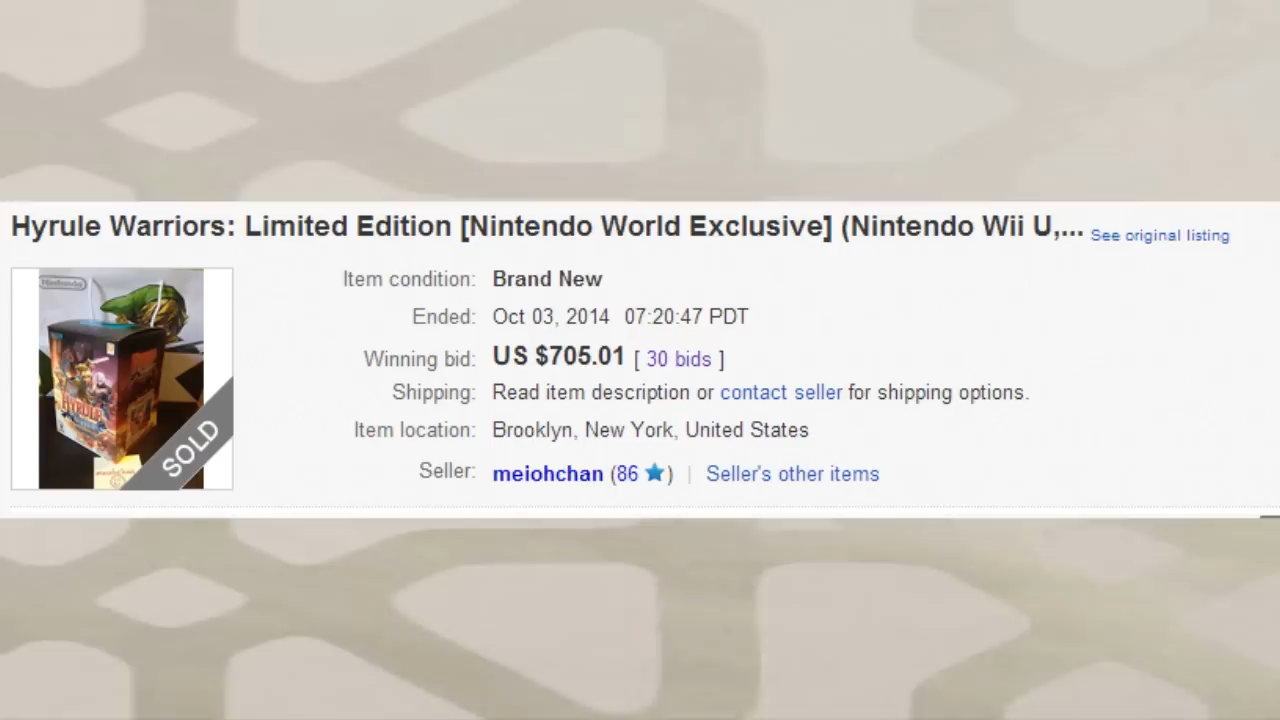 Hyrule Warriors: Limited Edition [Nintendo World Exclusive] (Nintendo Wii U,... See original listing
Item condition: Brand New
Ended: Oct 03, 2014 07:20:47 PDT
Winning bid: US $705.01 [ 30 bids ]
Shipping: Read item description or contact seller for shipping options.
Item location: Brooklyn, New York, United States
Seller: meiohchan (86 ) | Seller's other items
Nintendo
HYRULE
SOLD